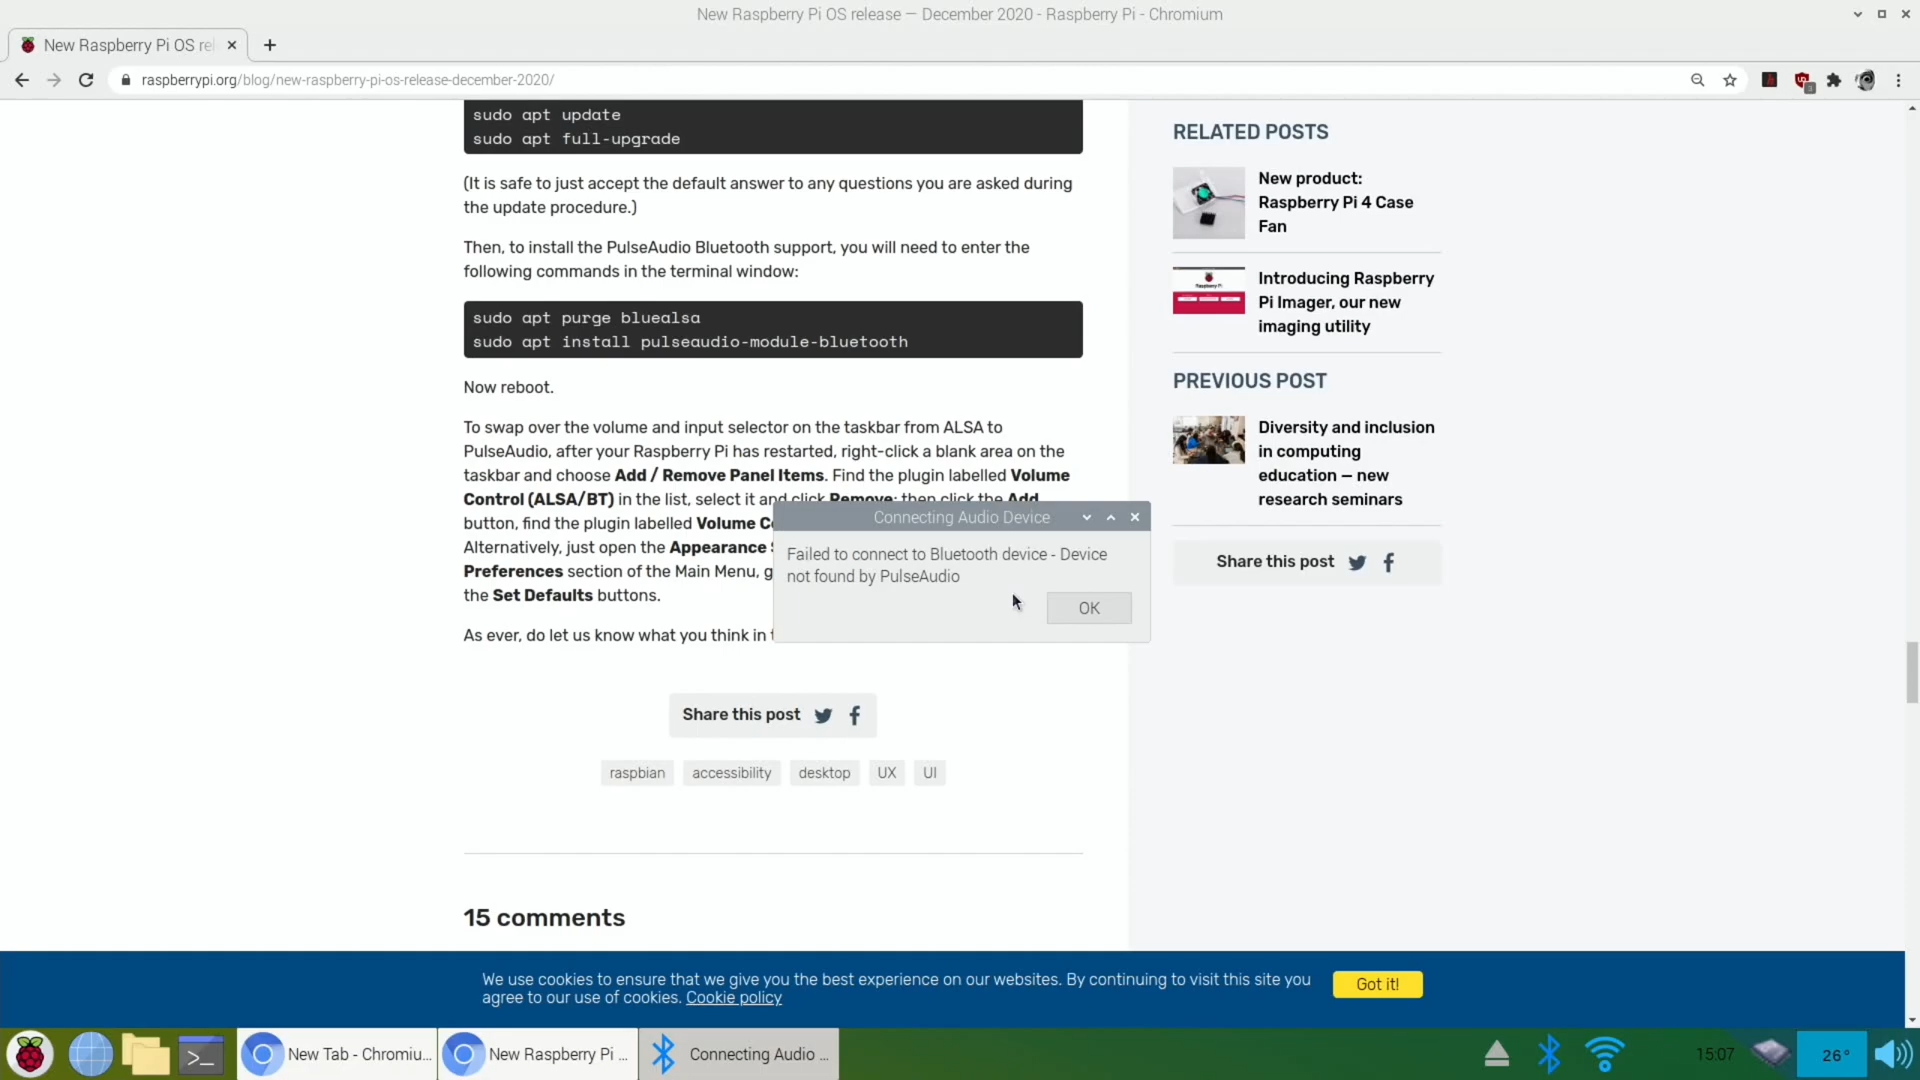 New Raspberry Pi OS release — December 2020 - Raspberry Pi - Chromium
New Raspberry Pi OS rel
raspberrypi.org/blog/new-raspberry-pi-os-release-december-2020/
3
sudo apt update
sudo apt full-upgrade
(It is safe to just accept the default answer to any questions you are asked during
the update procedure.)
Then, to install the PulseAudio Bluetooth support, you will need to enter the
following commands in the terminal window:
sudo apt purge bluealsa
sudo apt install pulseaudio-module-bluetooth
Now reboot.
To swap over the volume and input selector on the taskbar from ALSA to
PulseAudio, after your Raspberry Pi has restarted, right-click a blank area on the
taskbar and choose Add / Remove Panel Items. Find the plugin labelled Volume
Control (ALSA/BT) in the list, select it and click Remove; then click the Add
button, find the plugin labelled Volume C
Alternatively, just open the Appearance
Preferences section of the Main Menu, g
the Set Defaults buttons.
As ever, do let us know what you think in
Connecting Audio Device
Failed to connect to Bluetooth device - Device
not found by PulseAudio
OK
Share this post
raspbian
accessibility
desktop
UX
UI
15 comments
RELATED POSTS
New product:
Raspberry Pi 4 Case
Fan
Introducing Raspberry
Pi Imager, our new
imaging utility
PREVIOUS POST
Diversity and inclusion
in computing
education — new
research seminars
Share this post
We use cookies to ensure that we give you the best experience on our websites. By continuing to visit this site you
agree to our use of cookies. Cookie policy
Got it!
New Tab - Chromiu...
New Raspberry Pi ...
Connecting Audio ...
15:07
26°